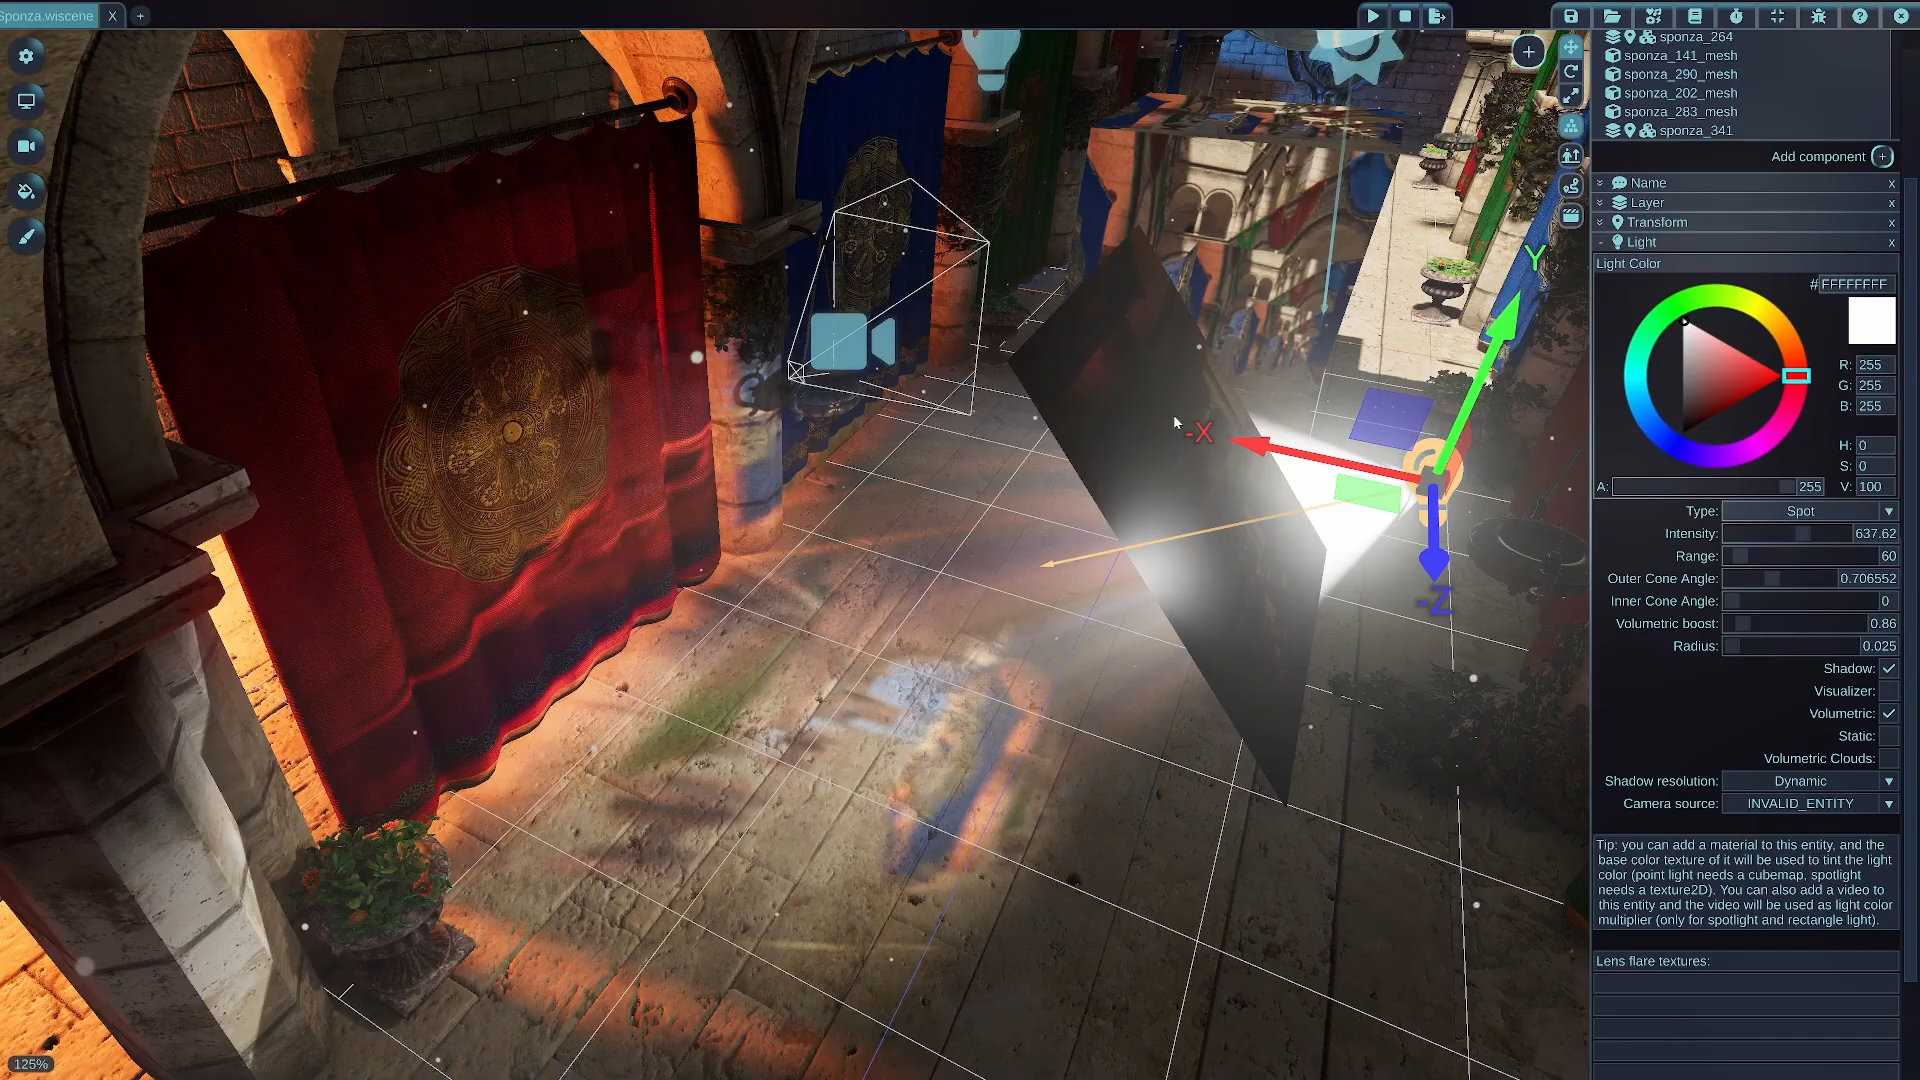 Sponza.wiscene X +
sponza_264
sponza_141_mesh
sponza_290_mesh
sponza_202_mesh
sponza_283_mesh
sponza_341
Add component +
Name x
Layer x
Transform x
- Light x
Light Color
#FFFFFFFF
R: 255
G: 255
B: 255
H: 0
S: 0
A: 255 V: 100
Type: Spot
Intensity: 637.62
Range: 60
Outer Cone Angle: 0.706552
Inner Cone Angle: 0
Volumetric boost: 0.86
Radius: 0.025
Shadow:
Visualizer:
Volumetric:
Static:
Volumetric Clouds:
Shadow resolution: Dynamic
Camera source: INVALID_ENTITY
Tip: you can add a material to this entity, and the
base color texture of it will be used to tint the light
color (point light needs a cubemap, spotlight
needs a texture2D). You can also add a video to
this entity and the video will be used as light color
multiplier (only for spotlight and rectangle light).
Lens flare textures:
Y
-X
-Z
125%